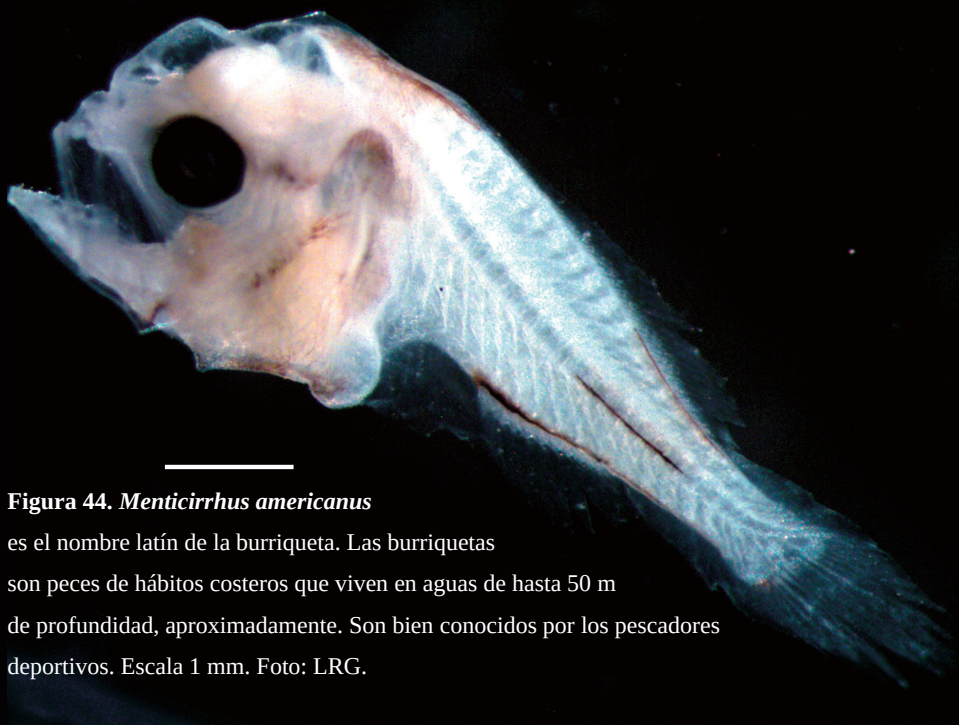 Figura 44. Menticirrhus americanus
es el nombre latín de la burriqueta. Las burriquetas
son peces de hábitos costeros que viven en aguas de hasta 50 m
de profundidad, aproximadamente. Son bien conocidos por los pescadores
deportivos. Escala 1 mm. Foto: LRG.